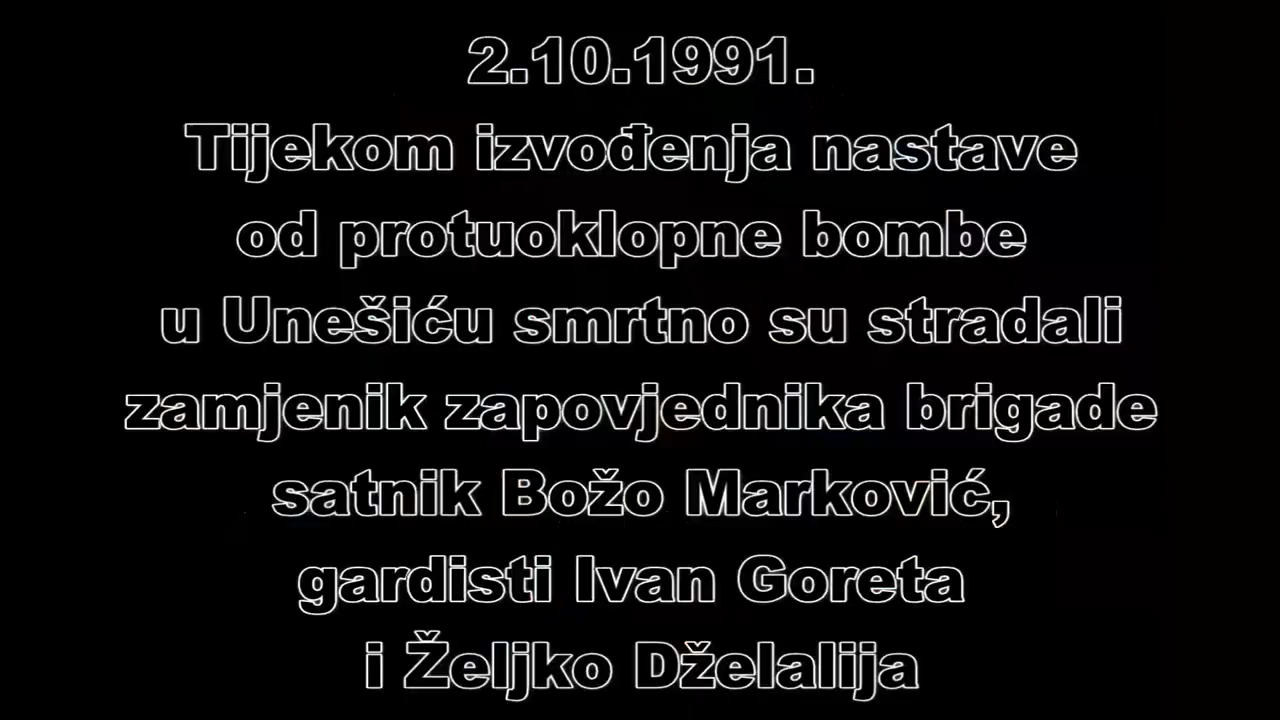 2.10.1991.
Tijekom izvođenja nastave
od protuoklopne bombe
u Unešiću smrtno su stradali
zamjenik zapovjednika brigade
satnik Božo Marković,
gardisti Ivan Goreta
i Željko Dželalija